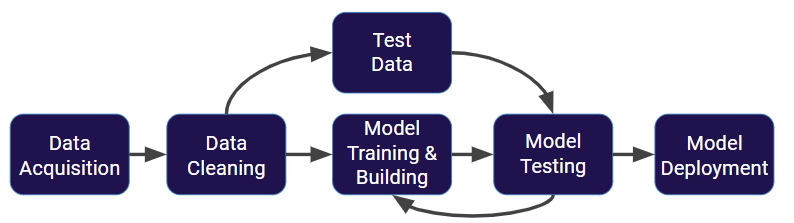 Test
Data
Data
Acquisition
Data
Cleaning
Model
Training &
Building
Model
Testing
Model
Deployment